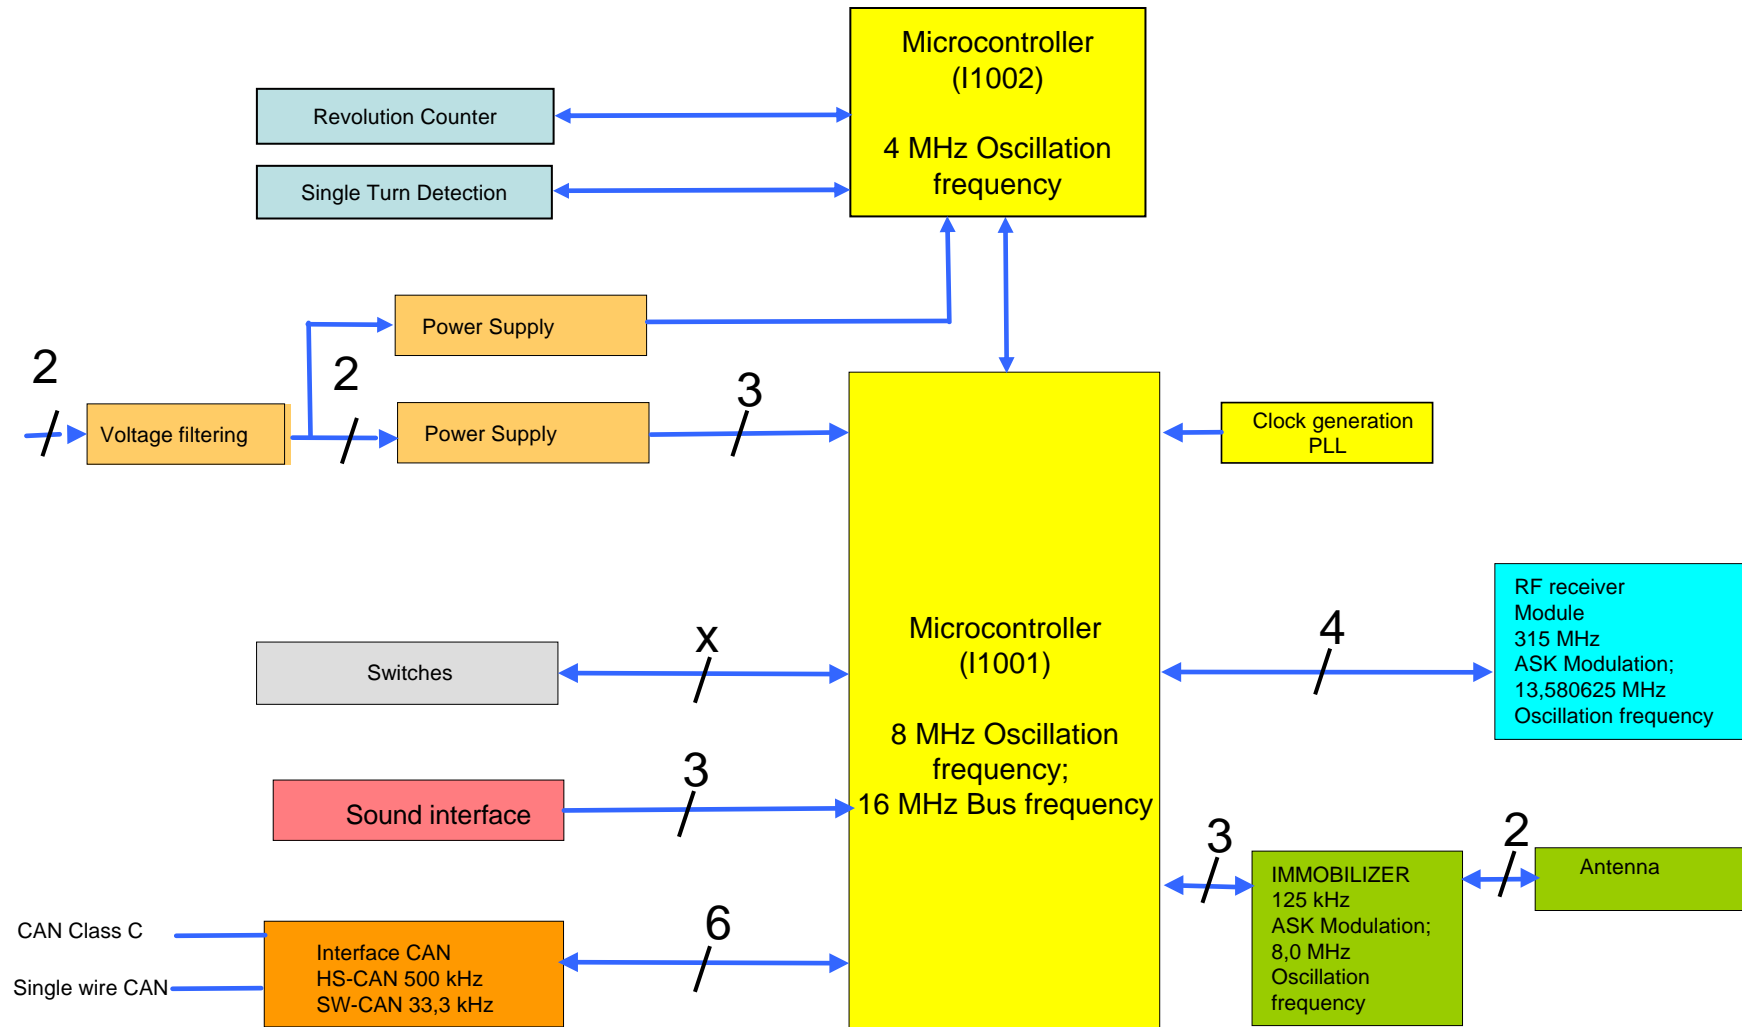 Microcontroller
(I1002)
4 MHz Oscillation
frequency
Revolution Counter
Single Turn Detection
Power Supply
2
2
3
Voltage filtering
Power Supply
Clock generation
PLL
Microcontroller
(I1001)
8 MHz Oscillation
frequency;
16 MHz Bus frequency
x
Switches
4
RF receiver
Module
315 MHz
ASK Modulation;
13,580625 MHz
Oscillation frequency
3
Sound interface
3
2
IMMOBILIZER
125 kHz
ASK Modulation;
8,0 MHz
Oscillation
frequency
Antenna
CAN Class C
Single wire CAN
6
Interface CAN
HS-CAN 500 kHz
SW-CAN 33,3 kHz